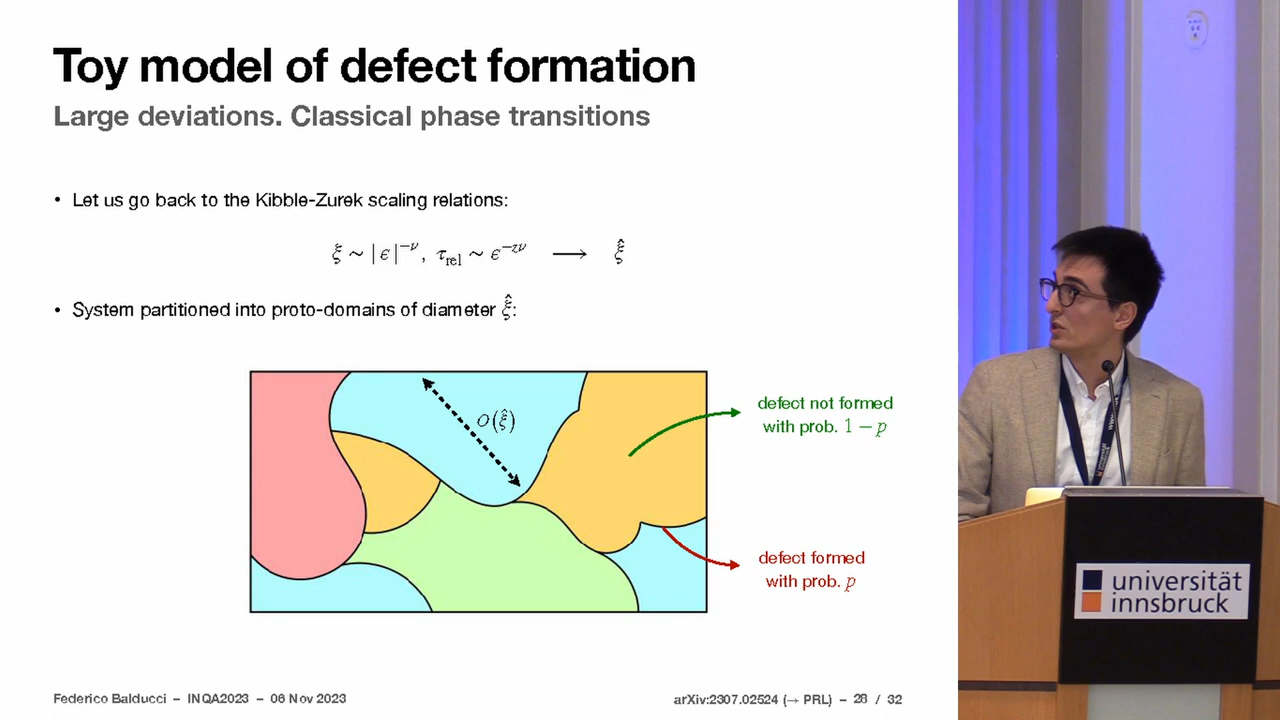 Toy model of defect formation
Large deviations. Classical phase transitions
• Let us go back to the Kibble-Zurek scaling relations:
ξ ~ |ϵ|^{-ν}, τ_rel ~ ϵ^{-zν} ⟶ ξ̂
• System partitioned into proto-domains of diameter ξ̂:
O(ξ̂)
defect not formed
with prob. 1 − p
defect formed
with prob. p
universität
innsbruck
Federico Balducci – INQA2023 – 06 Nov 2023
arXiv:2307.02524 (→ PRL) – 28 / 32